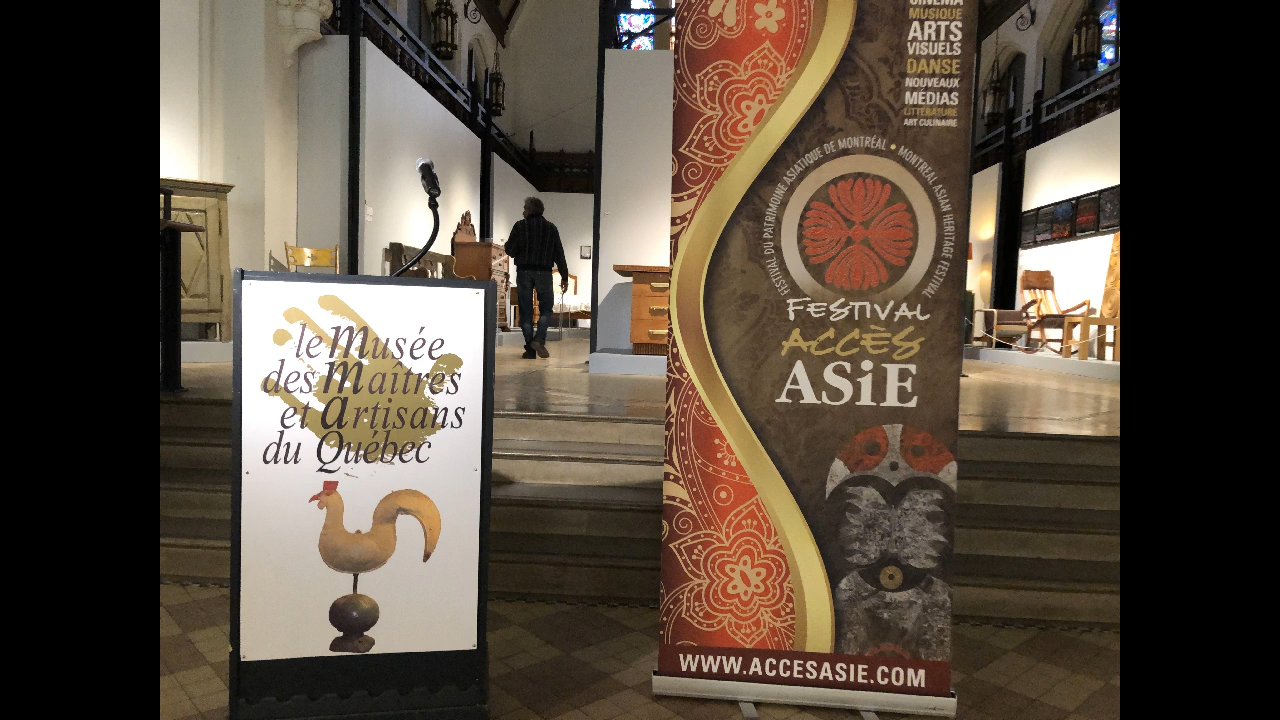 le Musée
des Maîtres
et Artisans
du Québec
CINÉMA
MUSIQUE
ARTS
VISUELS
DANSE
NOUVEAUX
MÉDIAS
LITTÉRATURE
ART CULINAIRE
FESTIVAL DU PATRIMOINE ASIATIQUE DE MONTRÉAL • MONTREAL ASIAN HERITAGE FESTIVAL
FESTIVAL
ACCÈS
ASiE
WWW.ACCESASIE.COM